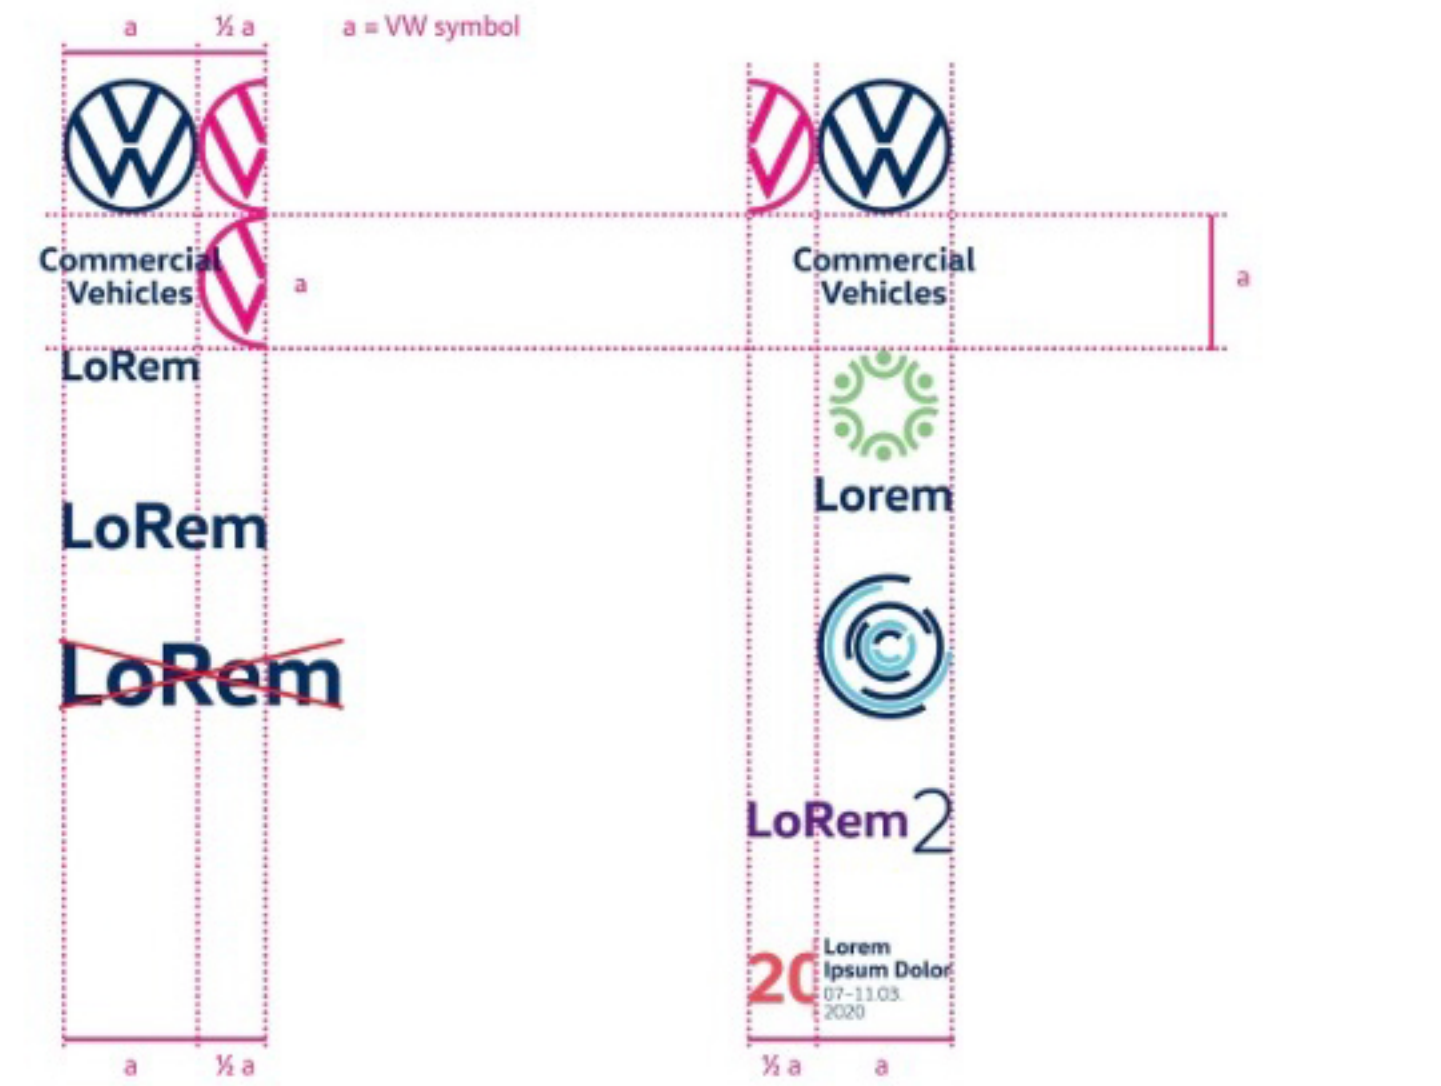 a ½ a a = VW symbol
Commercial
Vehicles
a
LoRem
LoRem
LoRem
a ½ a
Commercial
Vehicles
a
Lorem
LoRem 2
20
Lorem
Ipsum Dolor
07–11.03.
2020
½ a a